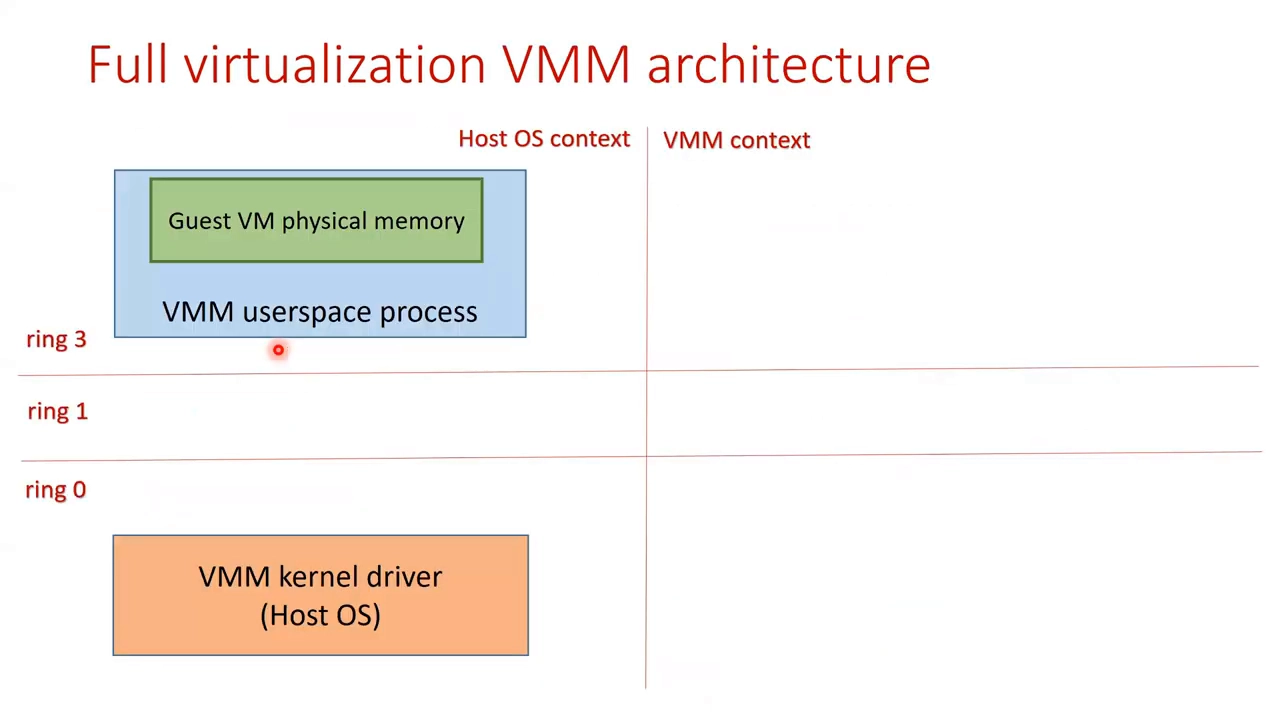 Full virtualization VMM architecture
Host OS context
VMM context
Guest VM physical memory
VMM userspace process
ring 3
ring 1
ring 0
VMM kernel driver
(Host OS)